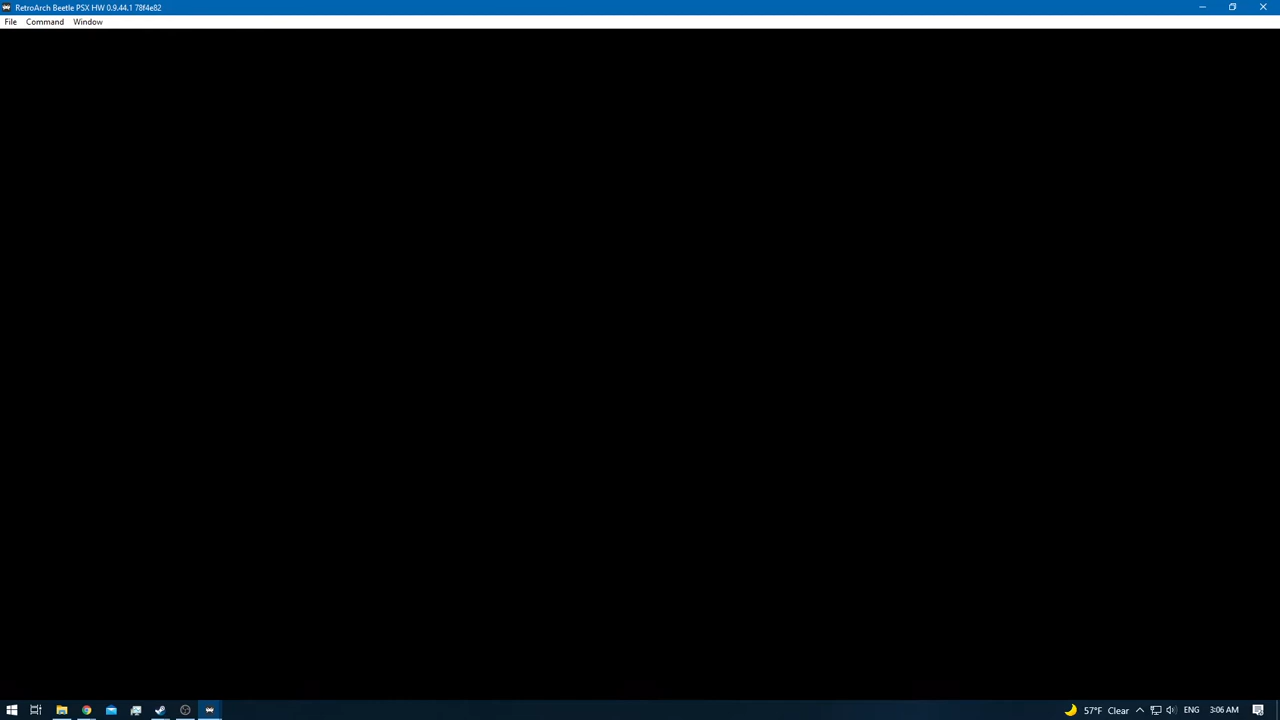 RetroArch Beetle PSX HW 0.9.44.1 78f4e82
File Command Window
57°F Clear ENG 3:06 AM